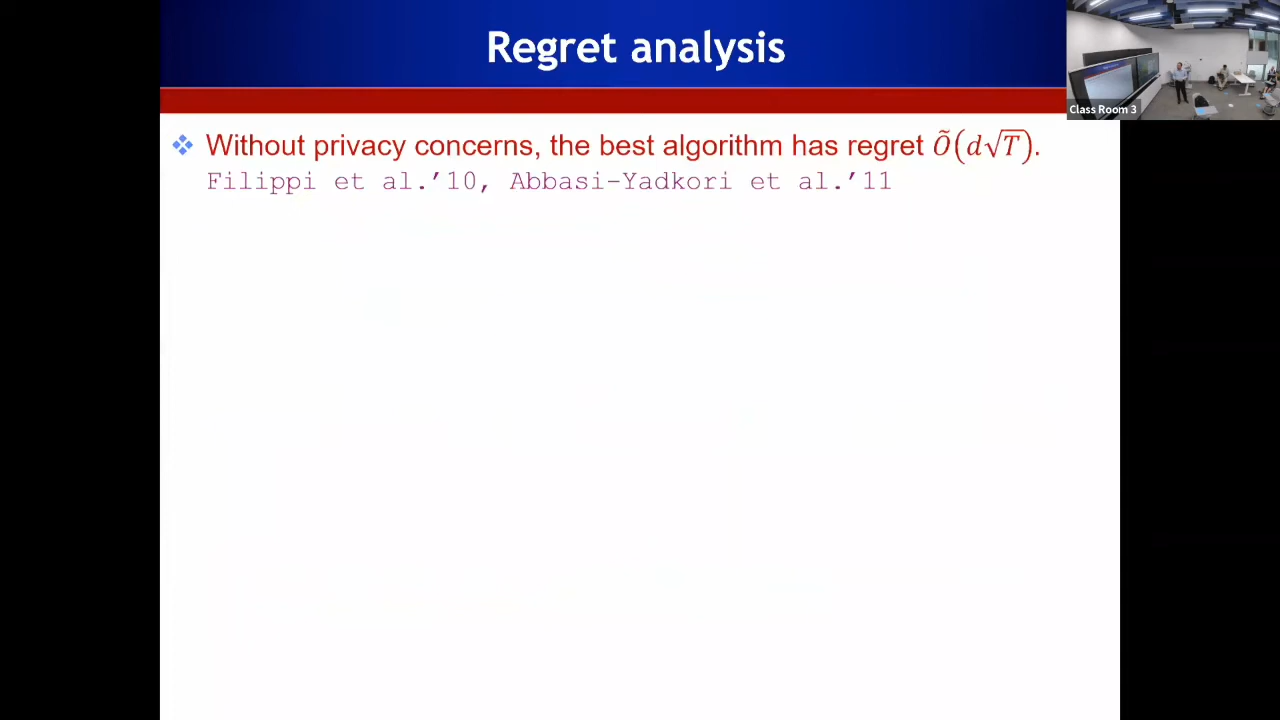 Regret analysis
Class Room 3
❖ Without privacy concerns, the best algorithm has regret Õ(d√T).
Filippi et al.’10, Abbasi-Yadkori et al.’11